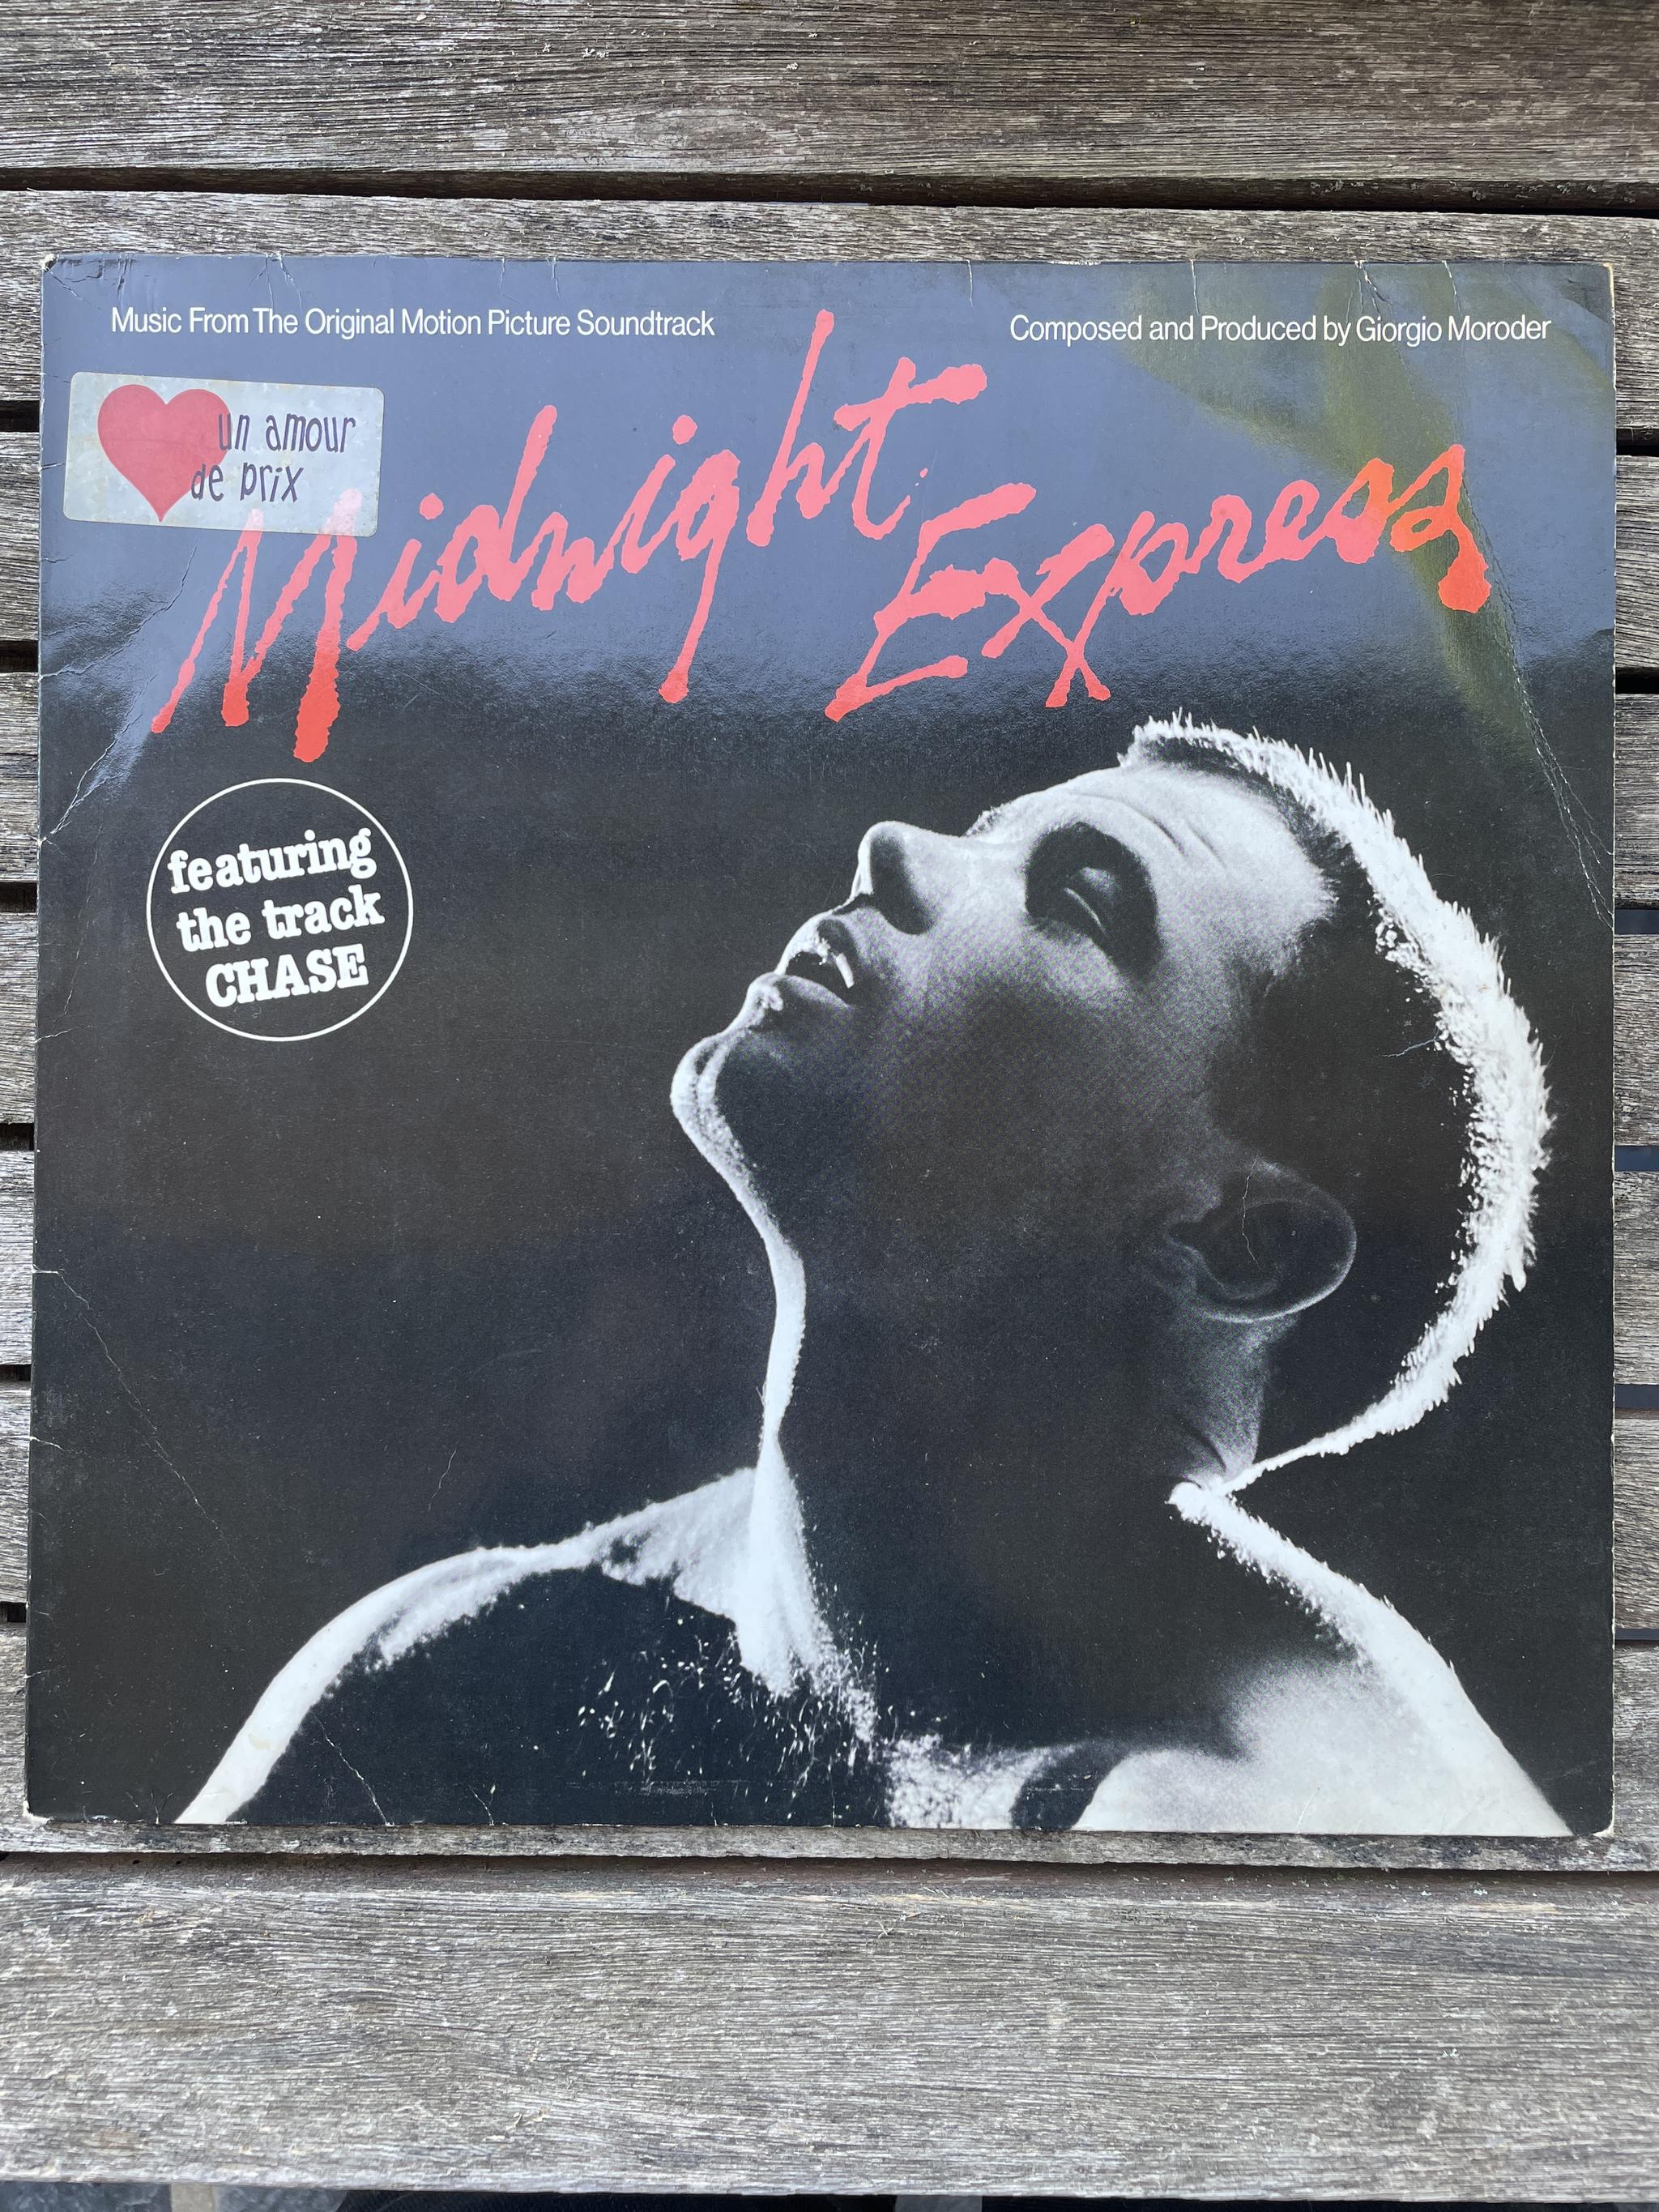 Music From The Original Motion Picture Soundtrack
Composed and Produced by Giorgio Moroder
un amour
de prix
Midnight
Express
featuring
the track
CHASE